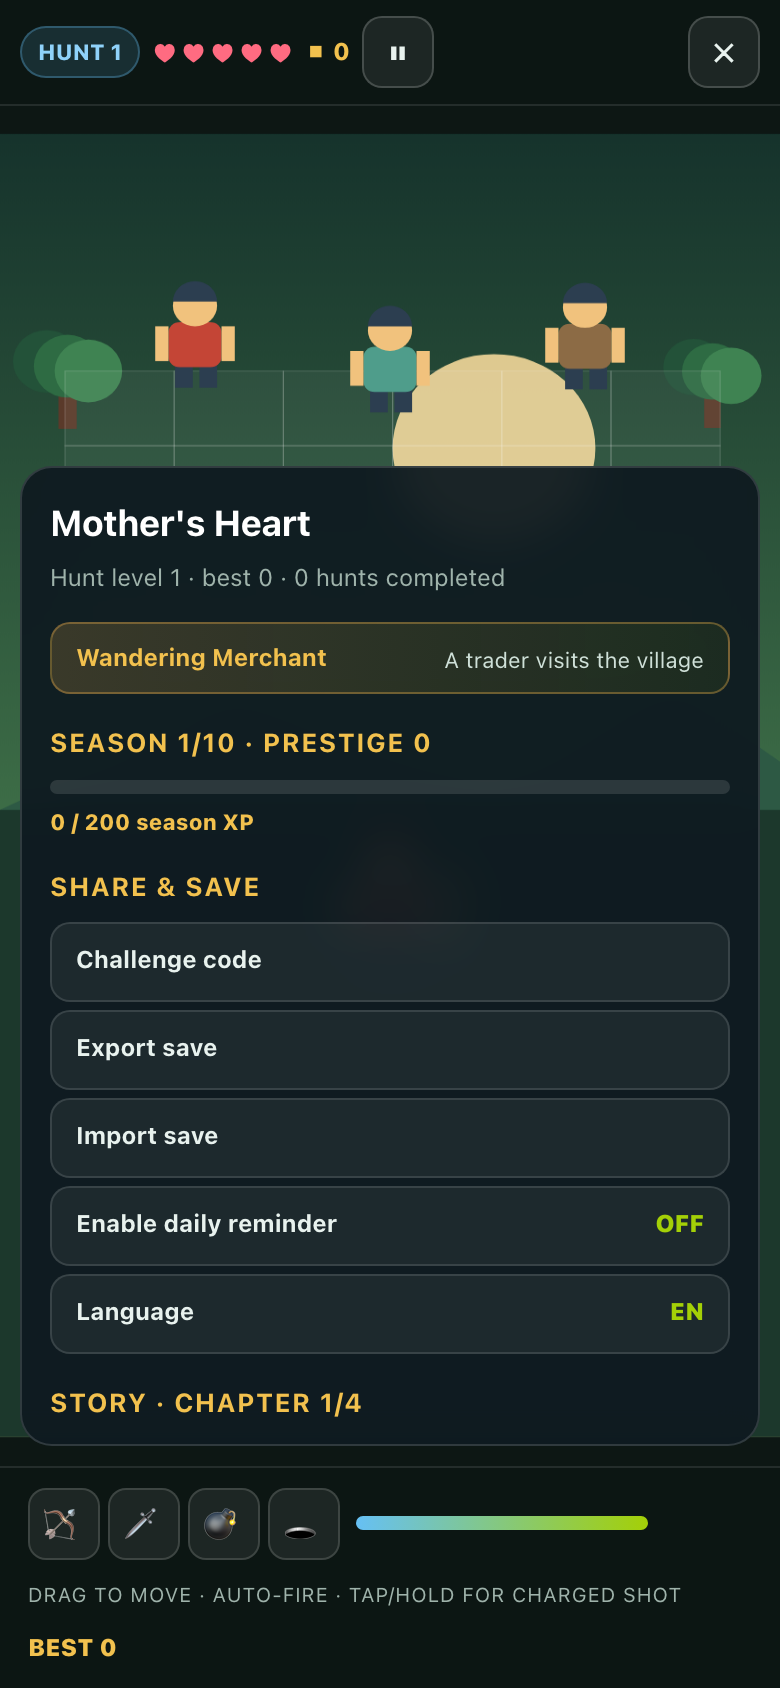 HUNT 1
0
Mother's Heart
Hunt level 1 · best 0 · 0 hunts completed
Wandering Merchant
A trader visits the village
SEASON 1/10 · PRESTIGE 0
0 / 200 season XP
SHARE & SAVE
Challenge code
Export save
Import save
Enable daily reminder OFF
Language EN
STORY · CHAPTER 1/4
DRAG TO MOVE · AUTO-FIRE · TAP/HOLD FOR CHARGED SHOT
BEST 0